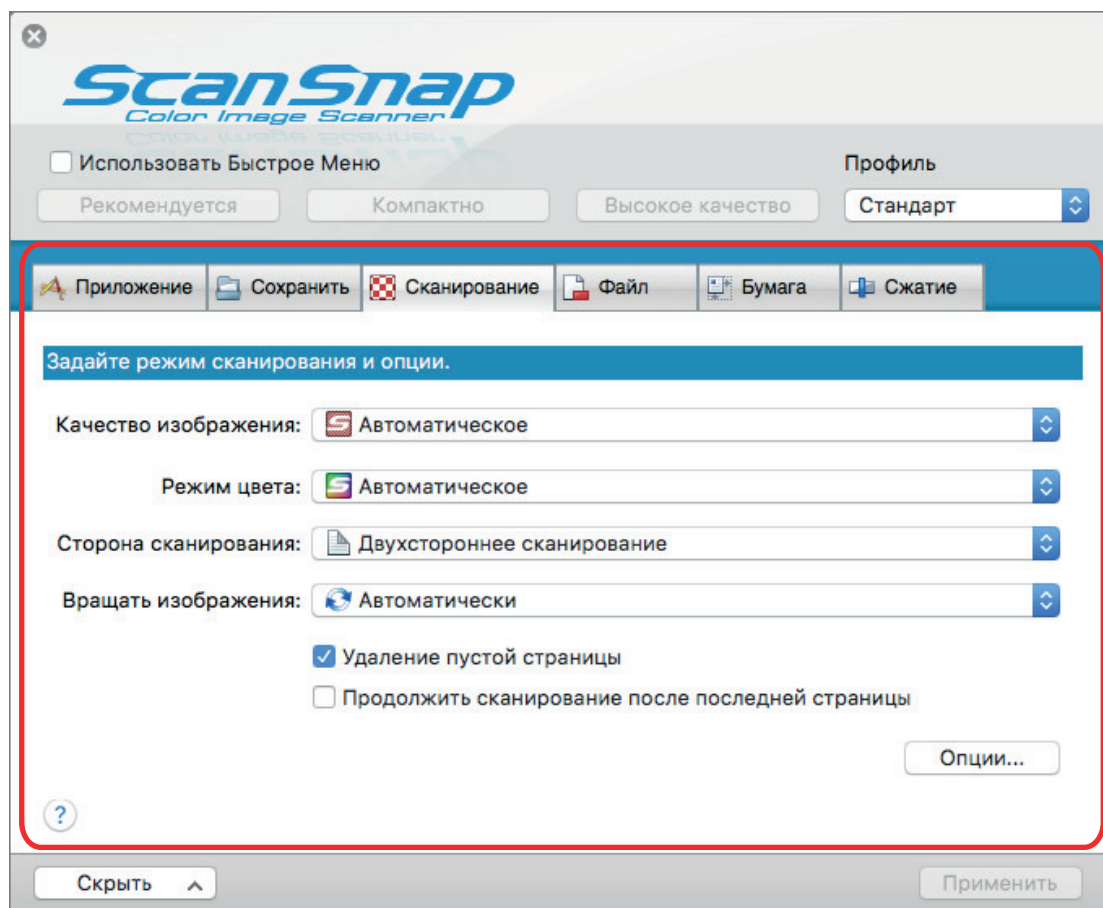 ScanSnap
Color Image Scanner
Использовать Быстрое Меню
Профиль
Рекомендуется Компактно Высокое качество Стандарт
Приложение Сохранить Сканирование Файл Бумага Сжатие
Задайте режим сканирования и опции.
Качество изображения: Автоматическое
Режим цвета: Автоматическое
Сторона сканирования: Двухстороннее сканирование
Вращать изображения: Автоматически
Удаление пустой страницы
Продолжить сканирование после последней страницы
Опции...
?
Скрыть Применить